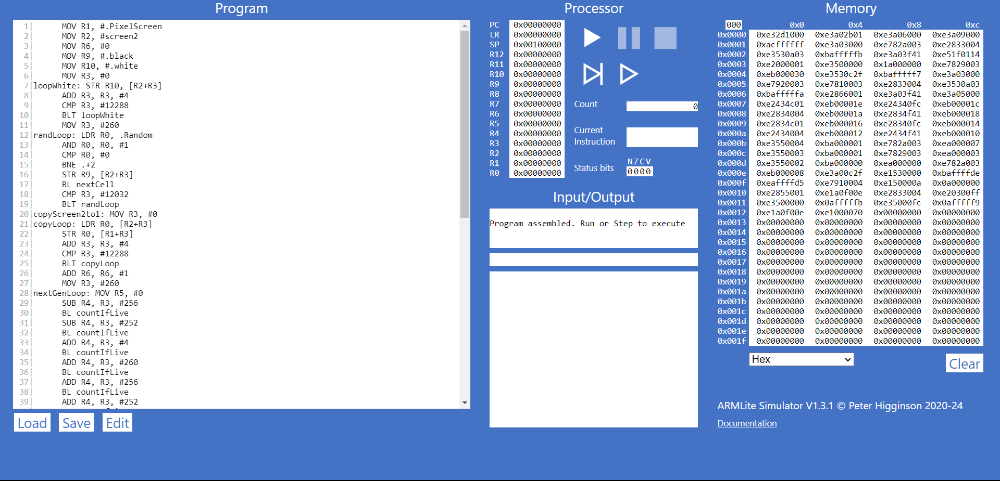 Program
1|      MOV R1, #.PixelScreen
2|      MOV R2, #screen2
3|      MOV R6, #0
4|      MOV R9, #.black
5|      MOV R10, #.white
6|      MOV R3, #0
7|loopWhite: STR R10, [R2+R3]
8|      ADD R3, R3, #4
9|      CMP R3, #12288
10|      BLT loopWhite
11|      MOV R3, #260
12|randLoop: LDR R0, .Random
13|      AND R0, R0, #1
14|      CMP R0, #0
15|      BNE .+2
16|      STR R9, [R2+R3]
17|      BL nextCell
18|      CMP R3, #12032
19|      BLT randLoop
20|copyScreen2to1: MOV R3, #0
21|copyLoop: LDR R0, [R2+R3]
22|      STR R0, [R1+R3]
23|      ADD R3, R3, #4
24|      CMP R3, #12288
25|      BLT copyLoop
26|      ADD R6, R6, #1
27|      MOV R3, #260
28|nextGenLoop: MOV R5, #0
29|      SUB R4, R3, #256
30|      BL countIfLive
31|      SUB R4, R3, #252
32|      BL countIfLive
33|      ADD R4, R3, #4
34|      BL countIfLive
35|      ADD R4, R3, #260
36|      BL countIfLive
37|      ADD R4, R3, #256
38|      BL countIfLive
39|      ADD R4, R3, #252
Load Save Edit
Processor
PC 0x00000000
LR 0x00000000
SP 0x00100000
R12 0x00000000
R11 0x00000000
R10 0x00000000
R9 0x00000000
R8 0x00000000
R7 0x00000000
R6 0x00000000
R5 0x00000000
R4 0x00000000
R3 0x00000000
R2 0x00000000
R1 0x00000000
R0 0x00000000
Count 0
Current
Instruction
NZCV
Status bits 0000
Input/Output
Program assembled. Run or Step to execute
Memory
000 0x0 0x4 0x8 0xc
0x0000 0xe32d1000 0xe3a02b01 0xe3a06000 0xe3a09000
0x0001 0xacffffff 0xe3a03000 0xe782a003 0xe2833004
0x0002 0xe3530a03 0xbafffffb 0xe3a03f41 0xe51f0114
0x0003 0xe2000001 0xe3500000 0x1a000000 0xe7829003
0x0004 0xeb000030 0xe3530c2f 0xbafffff7 0xe3a03000
0x0005 0xe7920003 0xe7810003 0xe2833004 0xe3530a03
0x0006 0xbafffffa 0xe2866001 0xe3a03f41 0xe3a05000
0x0007 0xe2434c01 0xeb00001e 0xe24340fc 0xeb00001c
0x0008 0xe2834004 0xeb00001a 0xe2834f41 0xeb000018
0x0009 0xe2834c01 0xeb000016 0xe28340fc 0xeb000014
0x000a 0xe2434004 0xeb000012 0xe2434f41 0xeb000010
0x000b 0xe3550004 0xba000001 0xe782a003 0xea000007
0x000c 0xe3550003 0xba000001 0xe7829003 0xea000003
0x000d 0xe3550002 0xba000000 0xea000000 0xe782a003
0x000e 0xeb000008 0xe3a00c2f 0xe1530000 0xbaffffde
0x000f 0xeaffffd5 0xe7910004 0xe150000a 0x0a000000
0x0010 0xe2855001 0xe1a0f00e 0xe2833004 0xe20300ff
0x0011 0xe3500000 0x0afffffb 0xe35000fc 0x0afffff9
0x0012 0xe1a0f00e 0xe1000070 0x00000000 0x00000000
0x0013 0x00000000 0x00000000 0x00000000 0x00000000
0x0014 0x00000000 0x00000000 0x00000000 0x00000000
0x0015 0x00000000 0x00000000 0x00000000 0x00000000
0x0016 0x00000000 0x00000000 0x00000000 0x00000000
0x0017 0x00000000 0x00000000 0x00000000 0x00000000
0x0018 0x00000000 0x00000000 0x00000000 0x00000000
0x0019 0x00000000 0x00000000 0x00000000 0x00000000
0x001a 0x00000000 0x00000000 0x00000000 0x00000000
0x001b 0x00000000 0x00000000 0x00000000 0x00000000
0x001c 0x00000000 0x00000000 0x00000000 0x00000000
0x001d 0x00000000 0x00000000 0x00000000 0x00000000
0x001e 0x00000000 0x00000000 0x00000000 0x00000000
0x001f 0x00000000 0x00000000 0x00000000 0x00000000
Hex Clear
ARMLite Simulator V1.3.1 © Peter Higginson 2020-24
Documentation